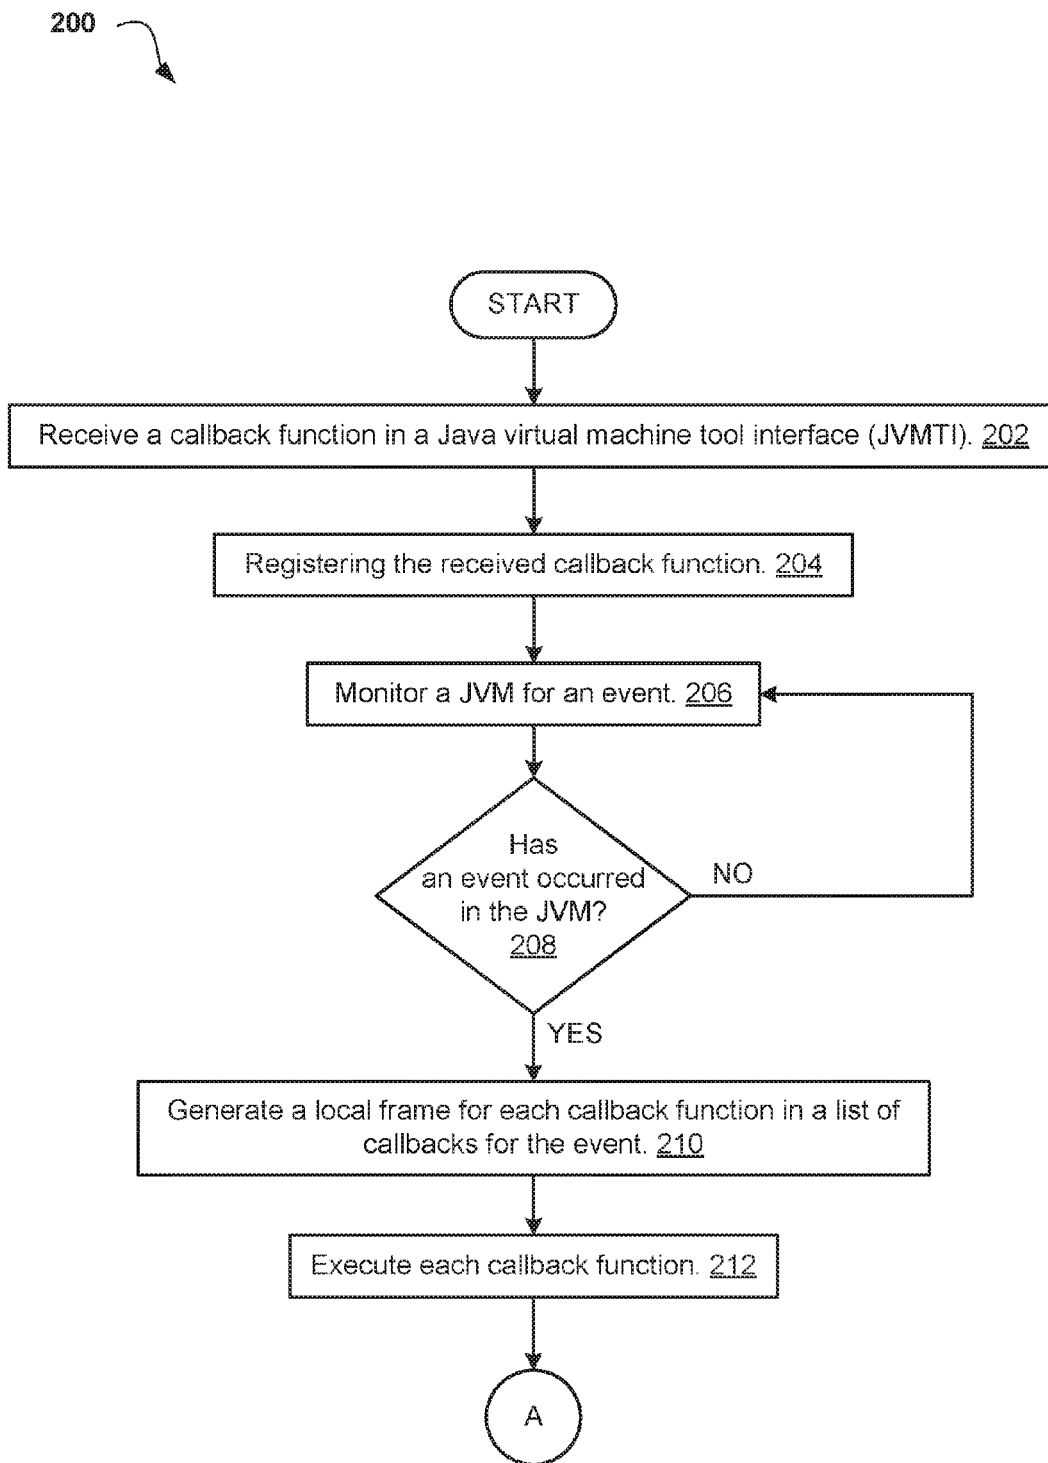 200
START
Receive a callback function in a Java virtual machine tool interface (JVMTI). 202
Registering the received callback function. 204
Monitor a JVM for an event. 206
Has
an event occurred
in the JVM?
208
NO
YES
Generate a local frame for each callback function in a list of
callbacks for the event. 210
Execute each callback function. 212
A